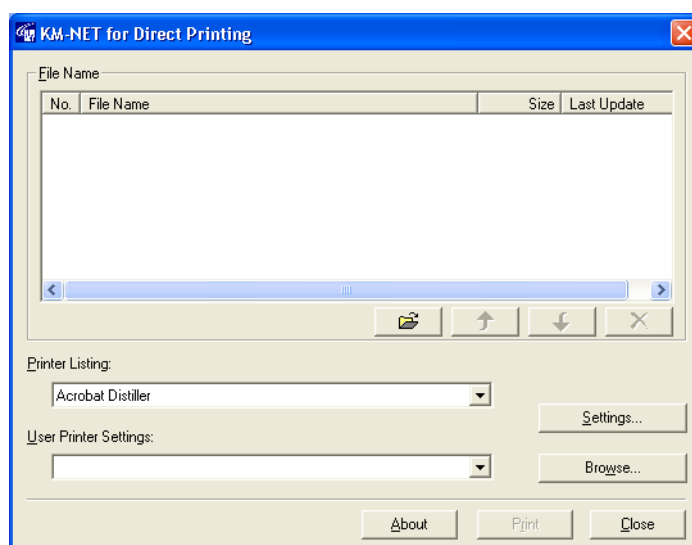 KM-NET for Direct Printing
File Name
No. File Name Size Last Update
Printer Listing:
Acrobat Distiller
Settings...
User Printer Settings:
Browse...
About Print Close